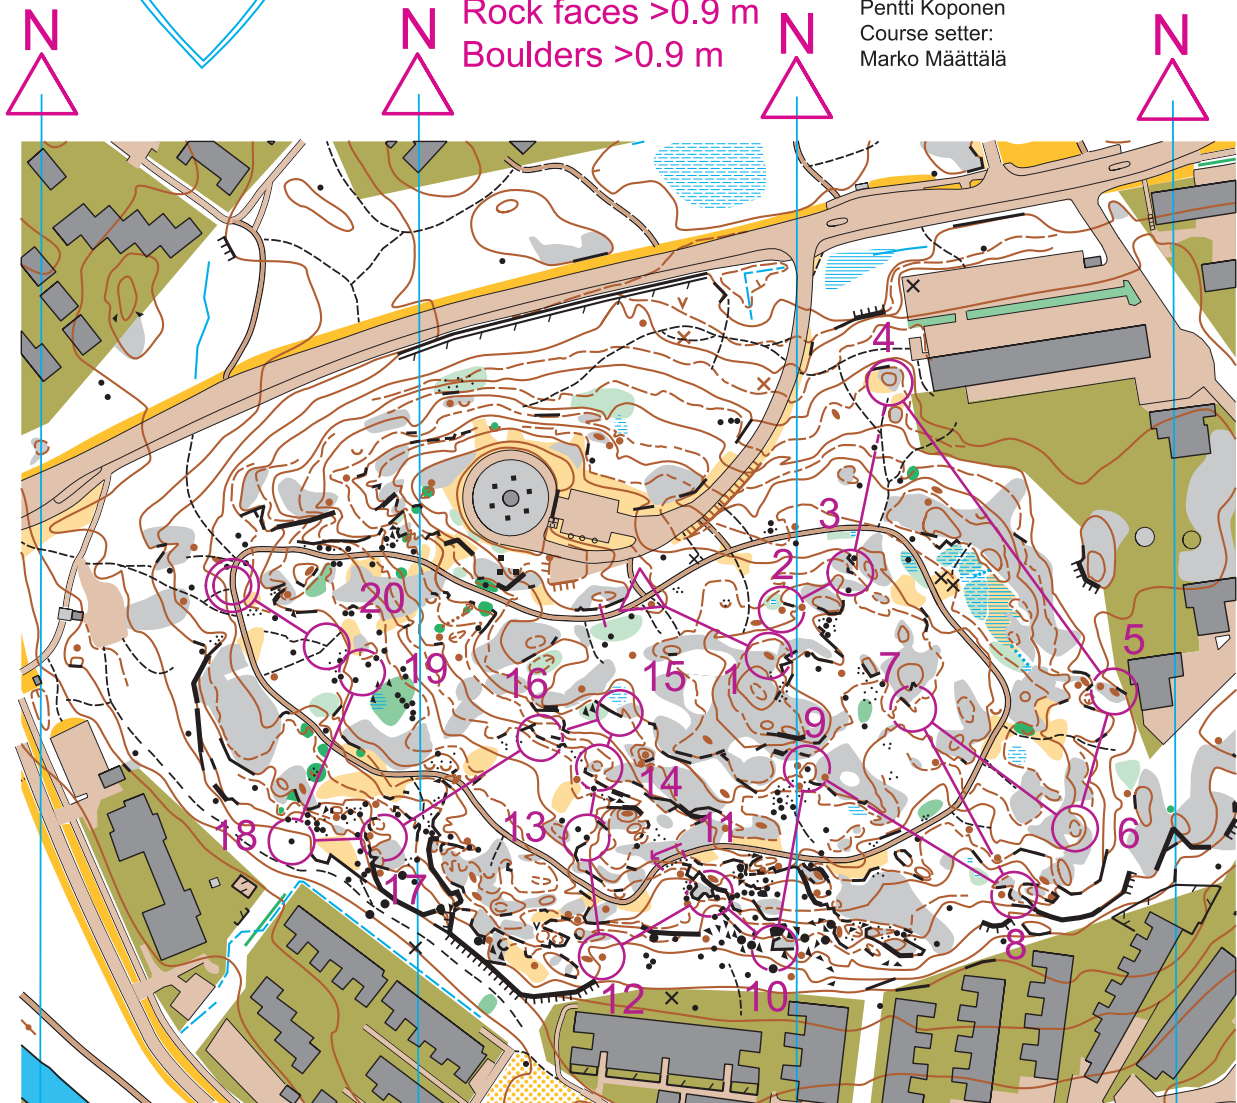 Rock faces >0.9 m
Boulders >0.9 m
Pentti Koponen
Course setter:
Marko Määttälä
N
N
N
N
4
3
2
20
5
19
16
15
1
7
9
14
13
11
18
6
17
8
12
10